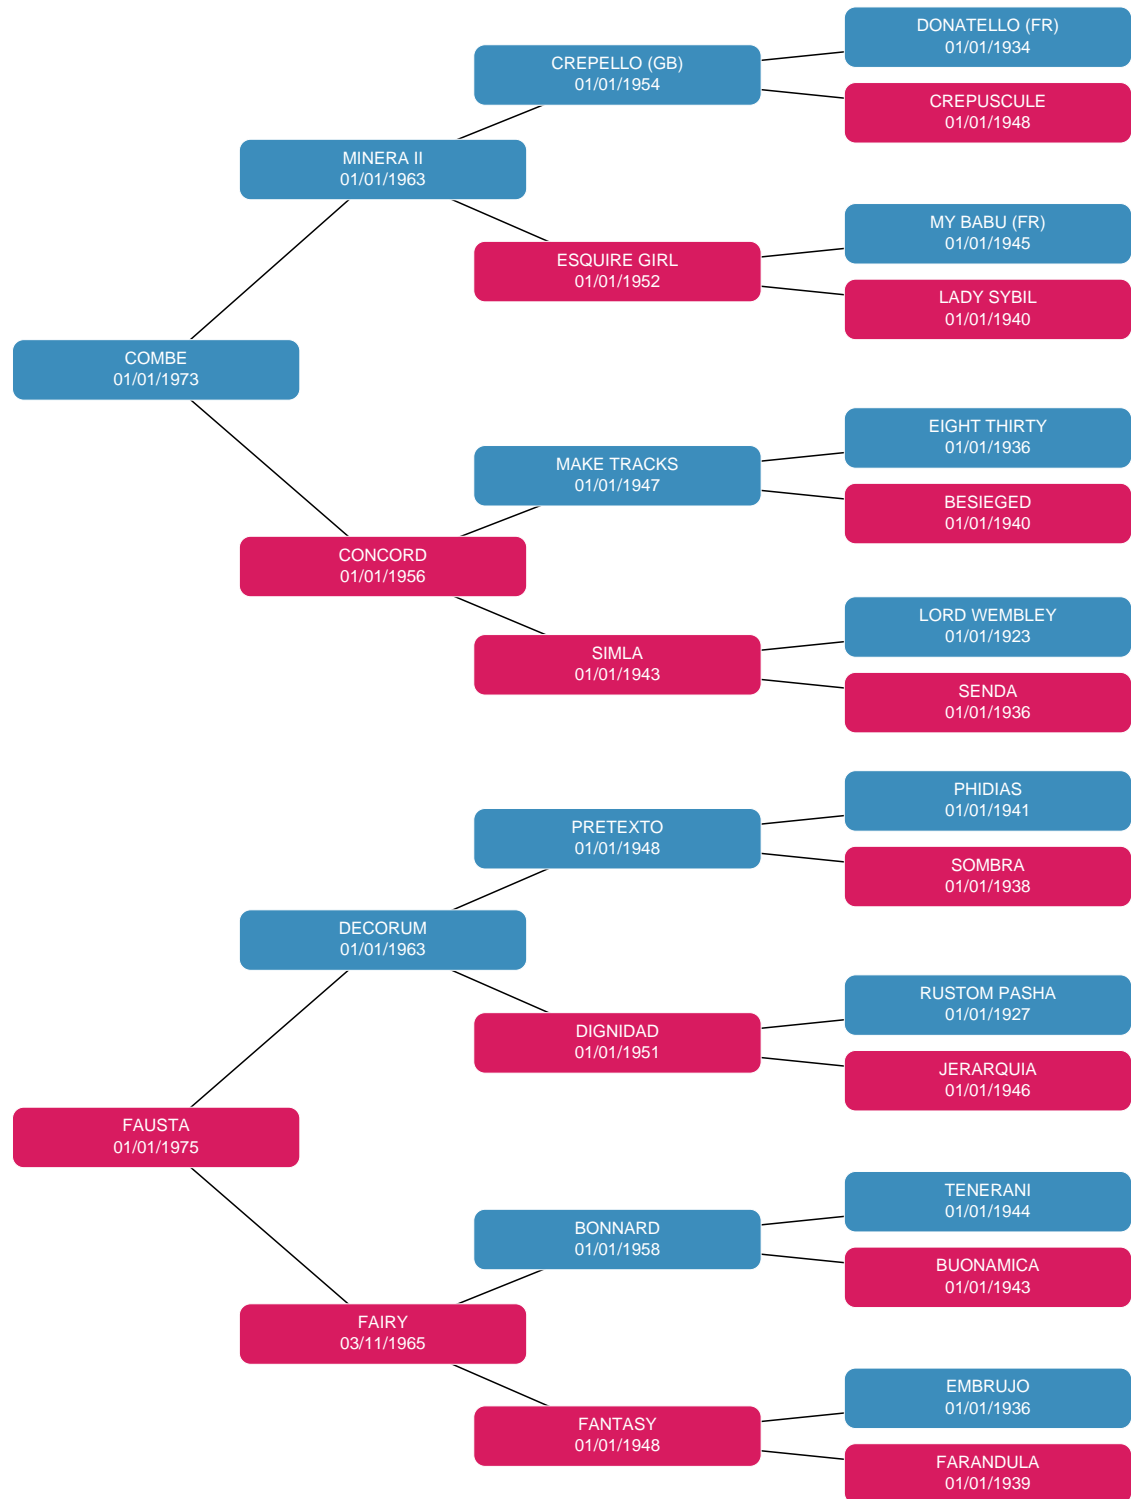 DONATELLO (FR)
01/01/1934
CREPELLO (GB)
01/01/1954
CREPUSCULE
01/01/1948
MINERA II
01/01/1963
MY BABU (FR)
01/01/1945
ESQUIRE GIRL
01/01/1952
LADY SYBIL
01/01/1940
COMBE
01/01/1973
EIGHT THIRTY
01/01/1936
MAKE TRACKS
01/01/1947
BESIEGED
01/01/1940
CONCORD
01/01/1956
LORD WEMBLEY
01/01/1923
SIMLA
01/01/1943
SENDA
01/01/1936
PHIDIAS
01/01/1941
PRETEXTO
01/01/1948
SOMBRA
01/01/1938
DECORUM
01/01/1963
RUSTOM PASHA
01/01/1927
DIGNIDAD
01/01/1951
JERARQUIA
01/01/1946
FAUSTA
01/01/1975
TENERANI
01/01/1944
BONNARD
01/01/1958
BUONAMICA
01/01/1943
FAIRY
03/11/1965
EMBRUJO
01/01/1936
FANTASY
01/01/1948
FARANDULA
01/01/1939